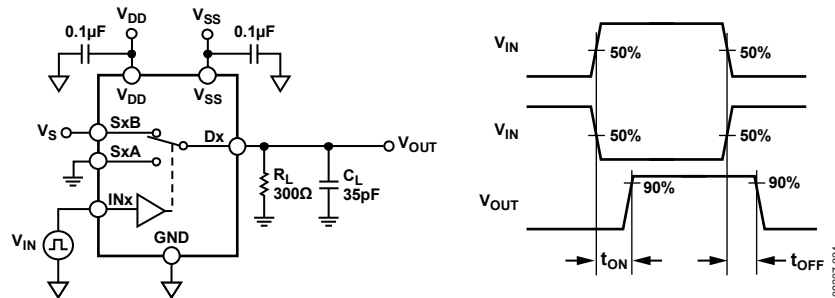 V_DD
V_SS
0.1µF
0.1µF
V_DD
V_SS
V_S
SxB
Dx
V_OUT
SxA
R_L
300Ω
C_L
35pF
INx
V_IN
GND
V_IN
50%
50%
V_IN
50%
50%
V_OUT
90%
90%
t_ON
t_OFF